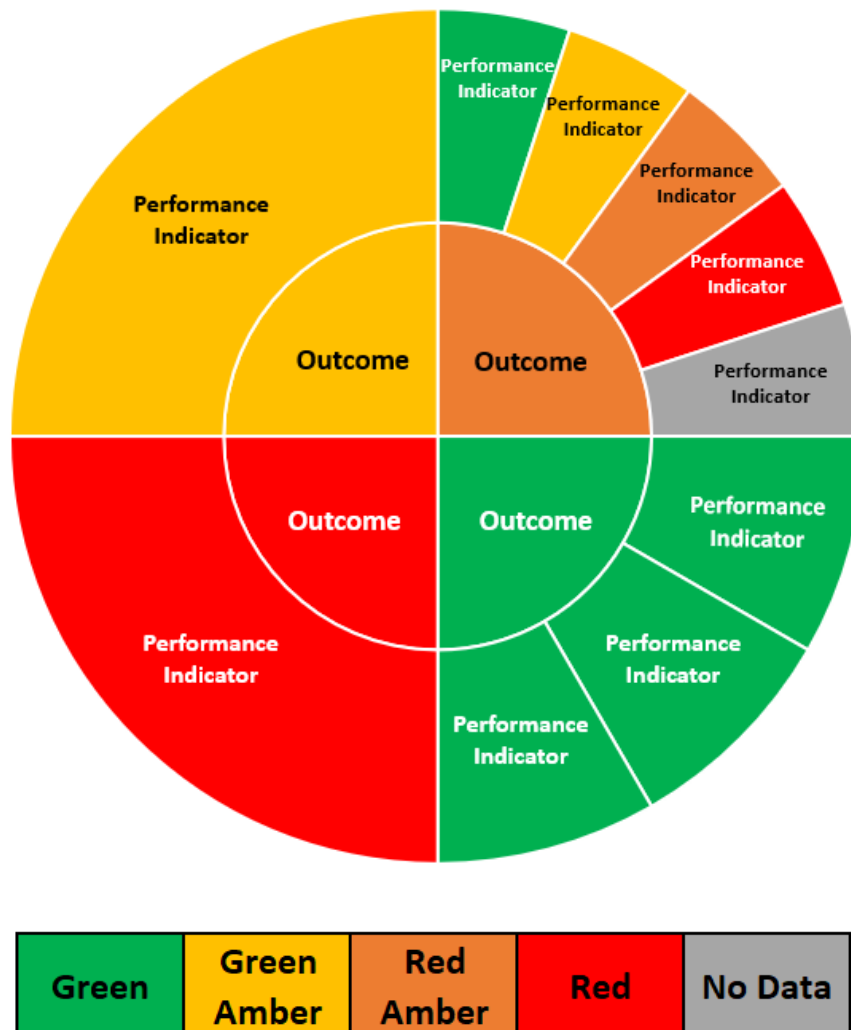 Performance
Indicator
Performance
Indicator
Performance
Indicator
Performance
Indicator
Performance
Indicator
Performance
Indicator
Outcome
Outcome
Outcome
Outcome
Performance
Indicator
Performance
Indicator
Performance
Indicator
Performance
Indicator
Green
Green
Amber
Red
Amber
Red
No Data